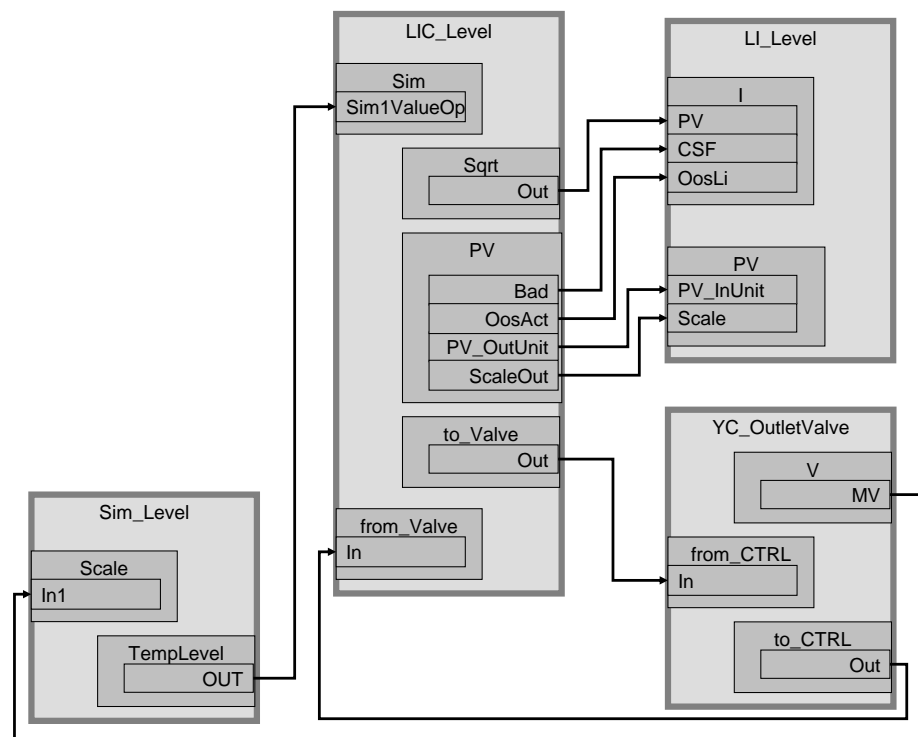 LIC_Level
Sim
Sim1ValueOp
Sqrt
Out
PV
Bad
OosAct
PV_OutUnit
ScaleOut
to_Valve
Out
from_Valve
In
LI_Level
I
PV
CSF
OosLi
PV
PV_InUnit
Scale
YC_OutletValve
V
MV
from_CTRL
In
to_CTRL
Out
Sim_Level
Scale
In1
TempLevel
OUT